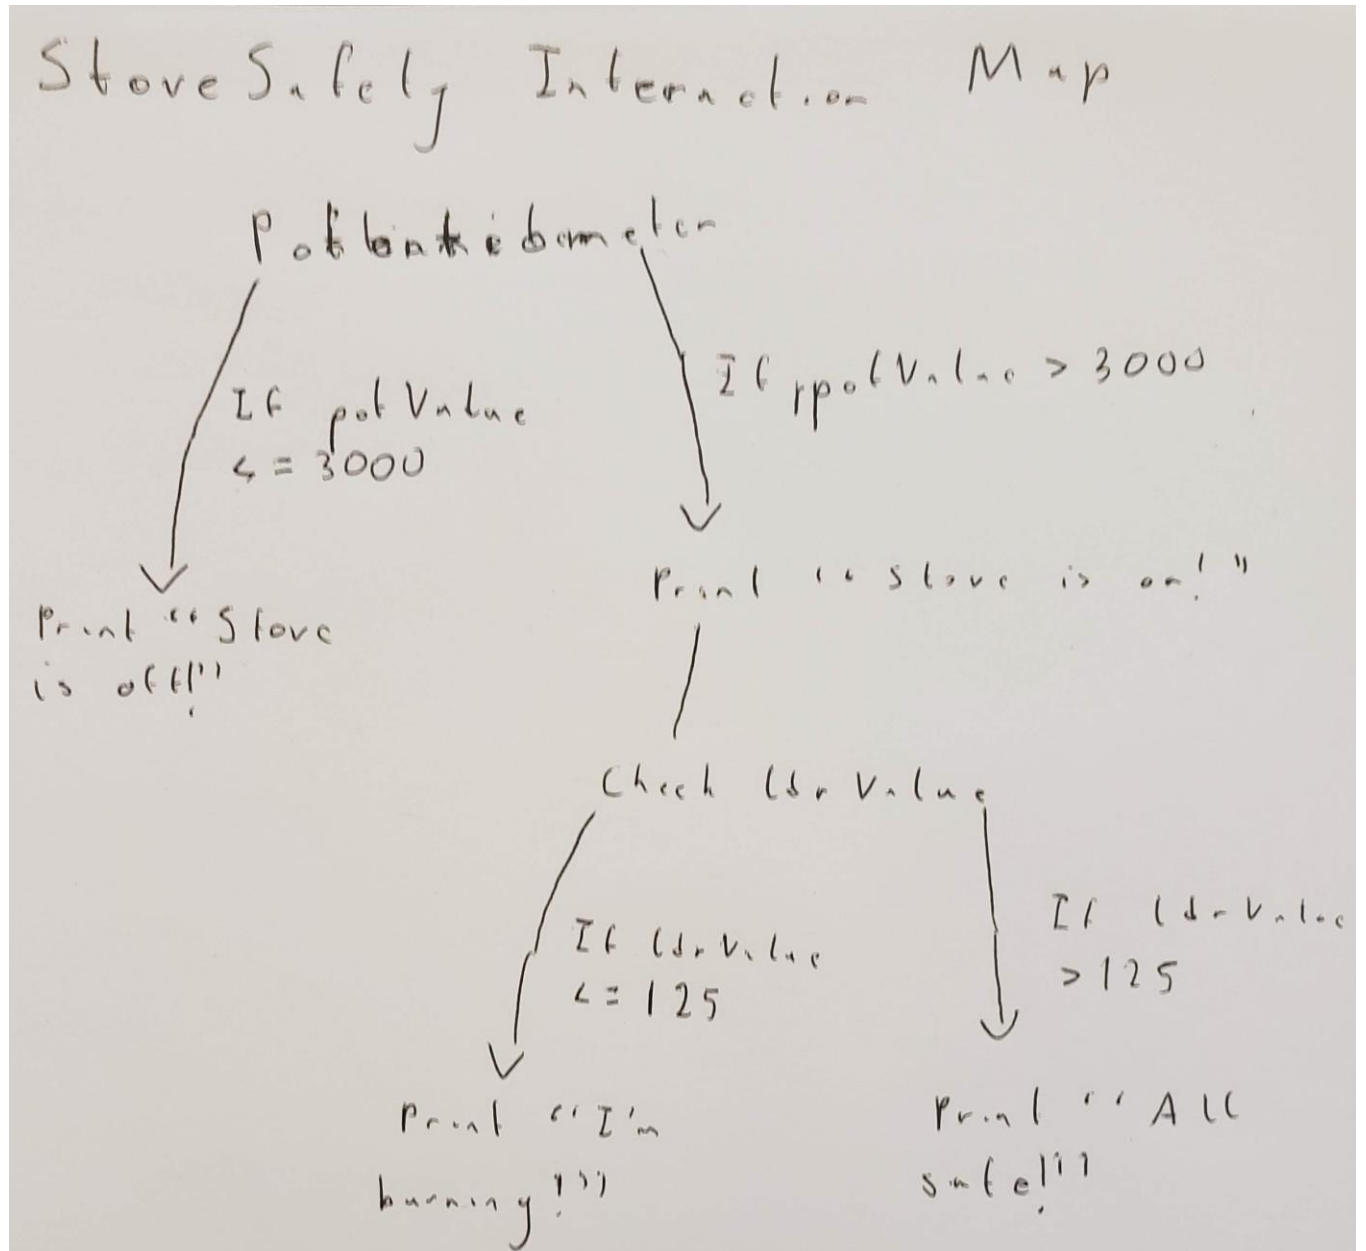 Stove Safety Interaction Map
Potentiometer
If potValue
<= 3000
If potValue > 3000
Print "Stove
is off!"
Print "Stove is on!"
Check ldrValue
If ldrValue
<= 125
If ldrValue
> 125
Print "I'm
burning!"
Print "All
safe!"